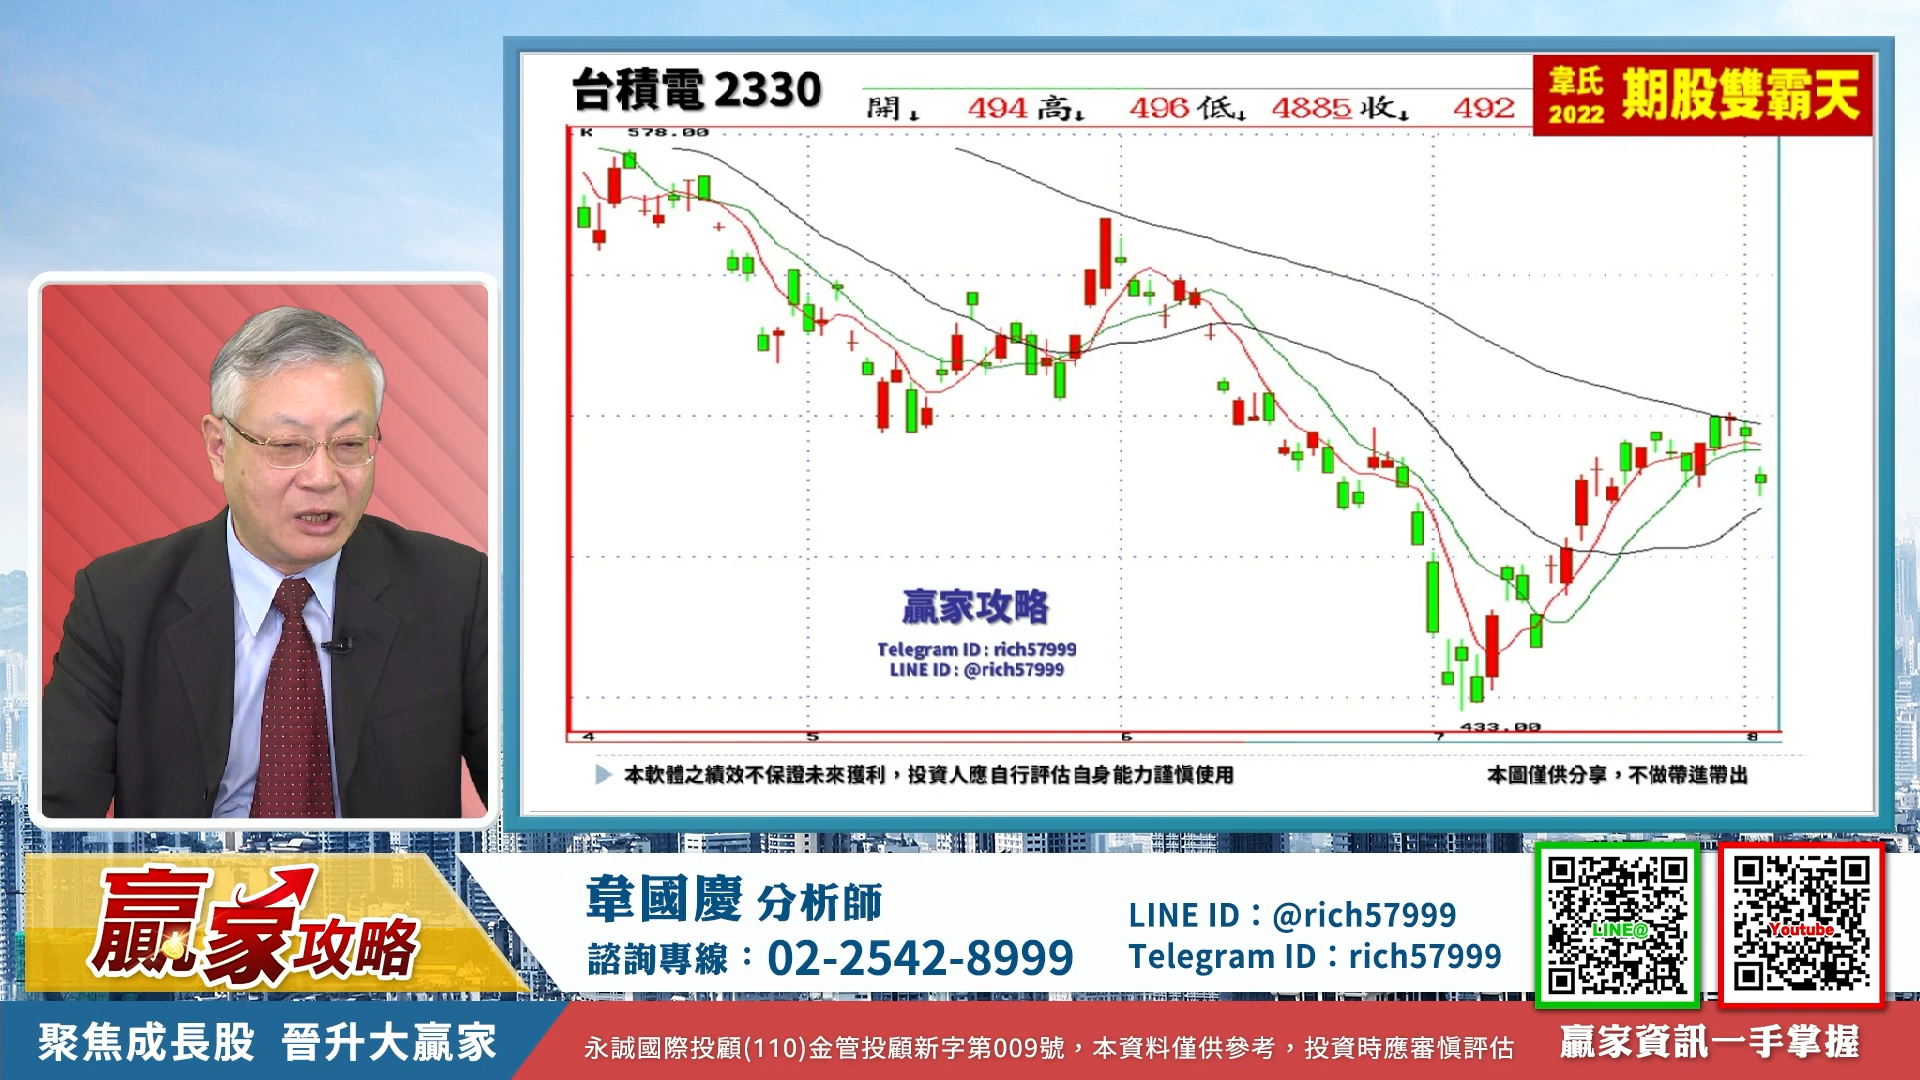 台積電 2330
開↓ 494 高↓ 496 低↓ 4885 收↓ 492
韋氏 2022 期股雙霸天
K 578.00
贏家攻略
Telegram ID : rich57999
LINE ID : @rich57999
433.00
4 5 6 7 8
本軟體之績效不保證未來獲利，投資人應自行評估自身能力謹慎使用
本圖僅供分享，不做帶進帶出
贏家攻略
韋國慶 分析師
諮詢專線：02-2542-8999
LINE ID：@rich57999
Telegram ID：rich57999
LINE@
Youtube
聚焦成長股 晉升大贏家
永誠國際投顧(110)金管投顧新字第009號，本資料僅供參考，投資時應審慎評估
贏家資訊一手掌握